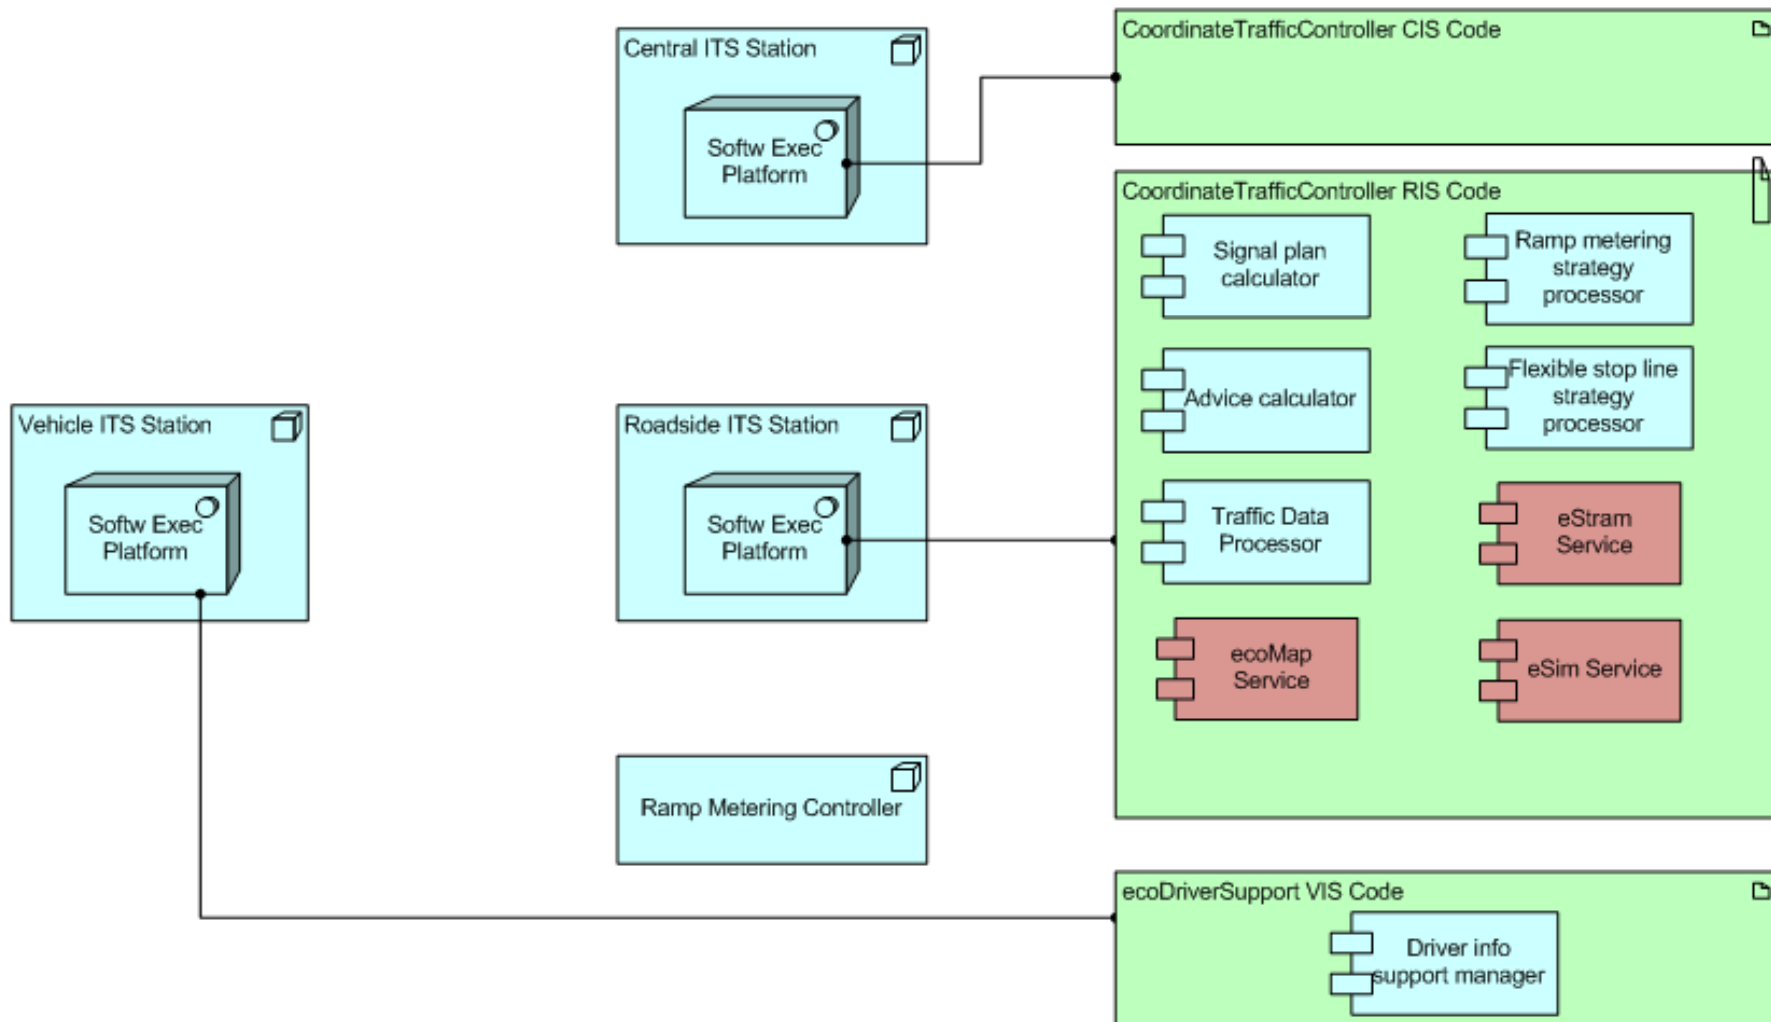 Central ITS Station
Softw Exec
Platform
CoordinateTrafficController CIS Code
CoordinateTrafficController RIS Code
Signal plan
calculator
Ramp metering
strategy
processor
Advice calculator
Flexible stop line
strategy
processor
Traffic Data
Processor
eStram
Service
ecoMap
Service
eSim Service
Vehicle ITS Station
Softw Exec
Platform
Roadside ITS Station
Softw Exec
Platform
Ramp Metering Controller
ecoDriverSupport VIS Code
Driver info
support manager